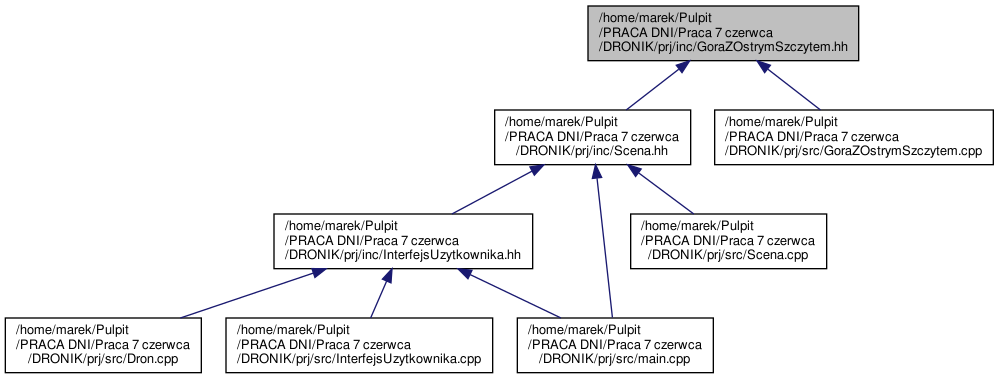 /home/marek/Pulpit
/PRACA DNI/Praca 7 czerwca
/DRONIK/prj/inc/GoraZOstrymSzczytem.hh
/home/marek/Pulpit
/PRACA DNI/Praca 7 czerwca
/DRONIK/prj/inc/Scena.hh
/home/marek/Pulpit
/PRACA DNI/Praca 7 czerwca
/DRONIK/prj/src/GoraZOstrymSzczytem.cpp
/home/marek/Pulpit
/PRACA DNI/Praca 7 czerwca
/DRONIK/prj/inc/InterfejsUzytkownika.hh
/home/marek/Pulpit
/PRACA DNI/Praca 7 czerwca
/DRONIK/prj/src/Scena.cpp
/home/marek/Pulpit
/PRACA DNI/Praca 7 czerwca
/DRONIK/prj/src/Dron.cpp
/home/marek/Pulpit
/PRACA DNI/Praca 7 czerwca
/DRONIK/prj/src/InterfejsUzytkownika.cpp
/home/marek/Pulpit
/PRACA DNI/Praca 7 czerwca
/DRONIK/prj/src/main.cpp